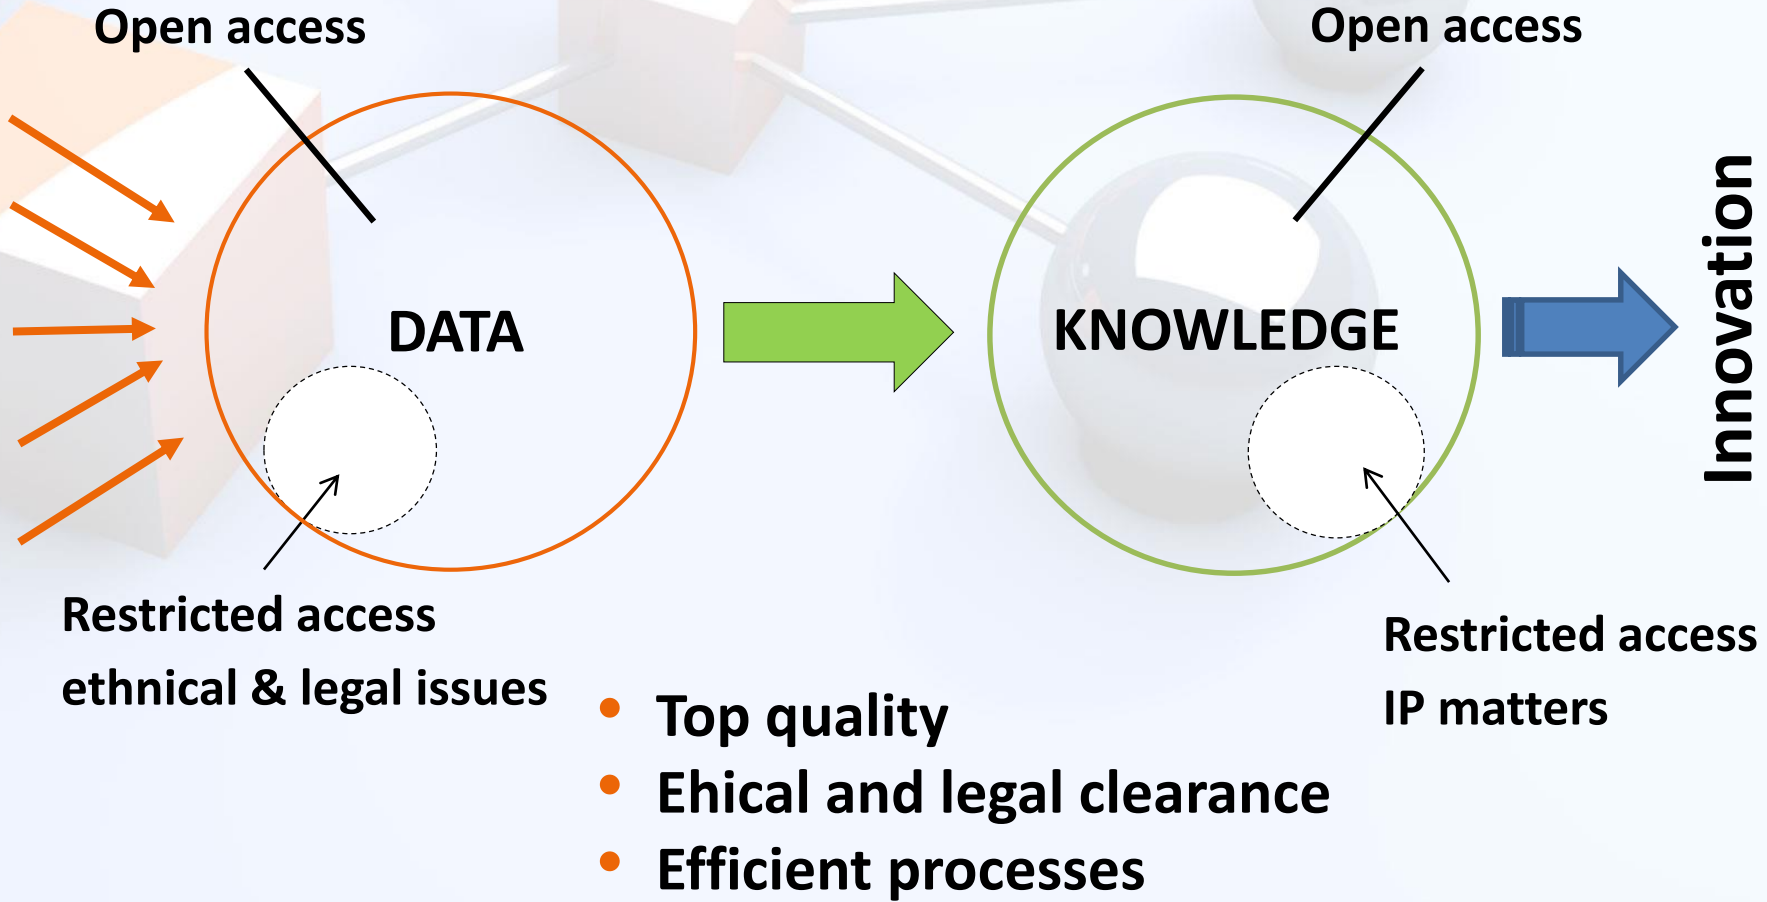 Open access
Open access
DATA
KNOWLEDGE
Innovation
Restricted access
ethnical & legal issues
Restricted access
IP matters
• Top quality
• Ehical and legal clearance
• Efficient processes